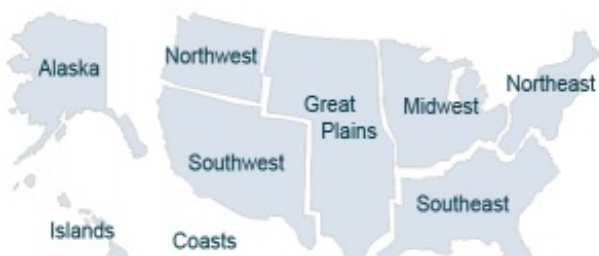 Alaska
Northwest
Great
Plains
Midwest
Northeast
Southwest
Southeast
Islands
Coasts